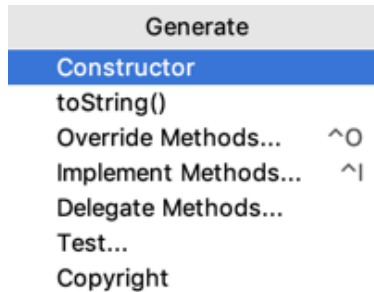 Generate
Constructor
toString()
Override Methods... ^O
Implement Methods... ^I
Delegate Methods...
Test...
Copyright